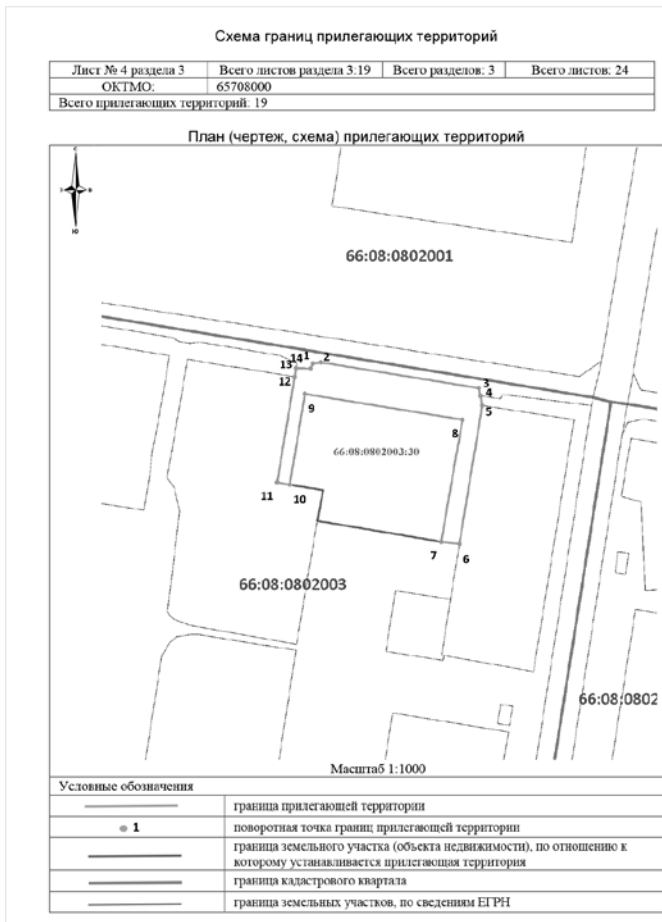 Схема границ прилегающих территорий
Лист № 4 раздела 3 Всего листов раздела 3:19 Всего разделов: 3 Всего листов: 24
ОКТМО: 65708000
Всего прилегающих территорий: 19
План (чертеж, схема) прилегающих территорий
С
З В
Ю
66:08:0802001
14 1 2
13
12
3
4
5
9
8
66:08:0802003:30
11
10
7
6
66:08:0802003
66:08:0802
Масштаб 1:1000
Условные обозначения
граница прилегающей территории
1 поворотная точка границ прилегающей территории
граница земельного участка (объекта недвижимости), по отношению к
которому устанавливается прилегающая территория
граница кадастрового квартала
граница земельных участков, по сведениям ЕГРН